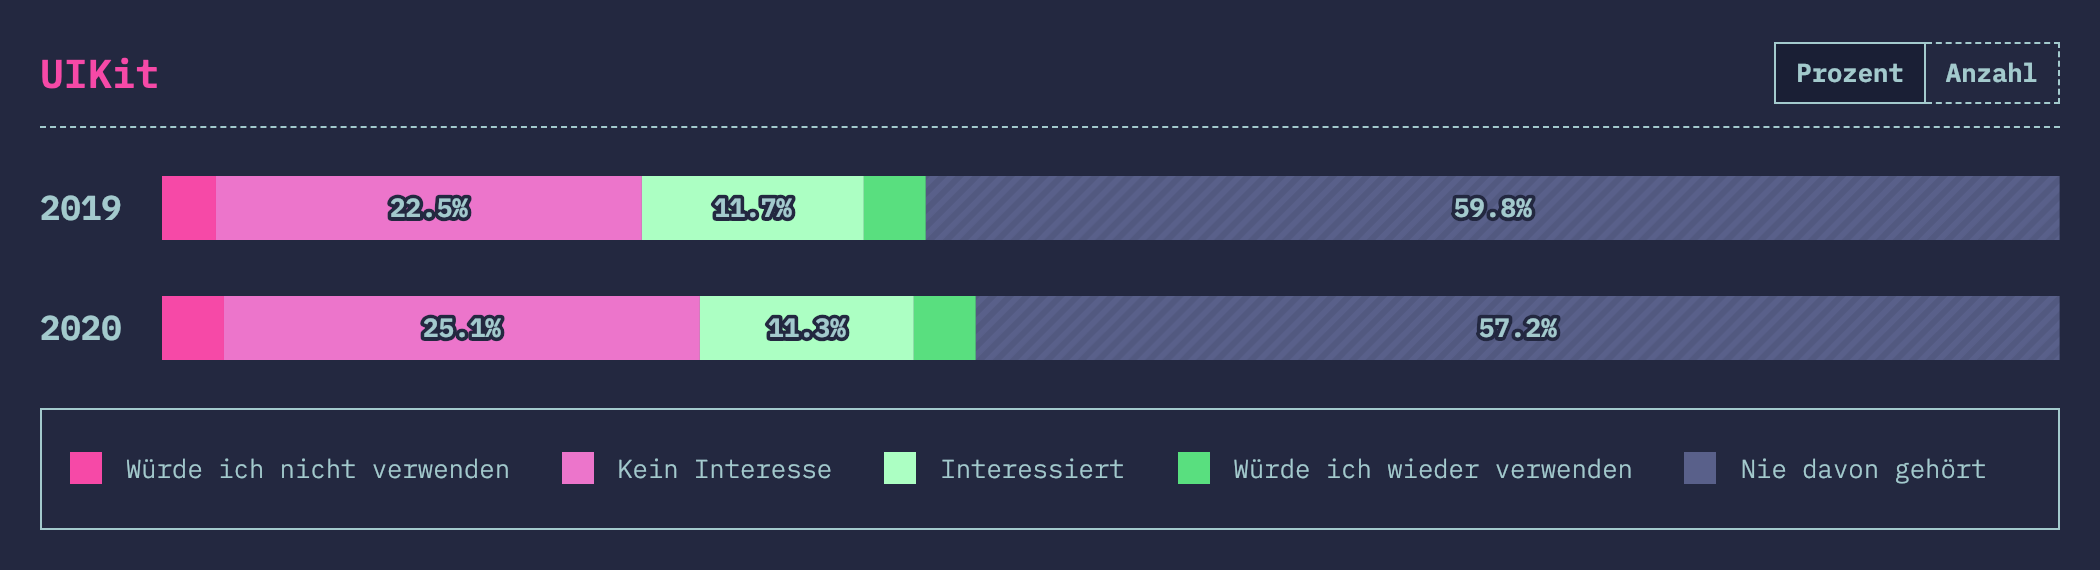 UIKit
Prozent Anzahl
2019 22.5% 11.7% 59.8%
2020 25.1% 11.3% 57.2%
Würde ich nicht verwenden Kein Interesse Interessiert Würde ich wieder verwenden Nie davon gehört